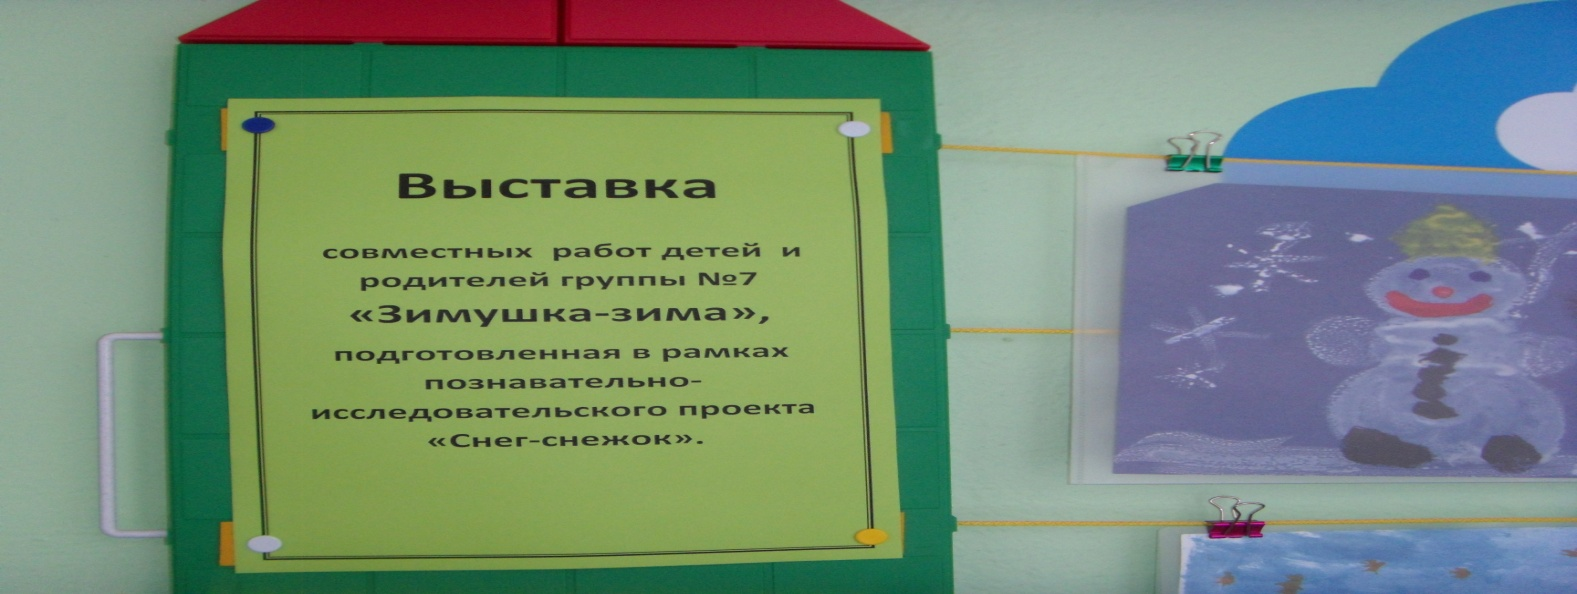 Выставка
совместных работ детей и
родителей группы №7
«Зимушка-зима»,
подготовленная в рамках
познавательно-
исследовательского проекта
«Снег-снежок».